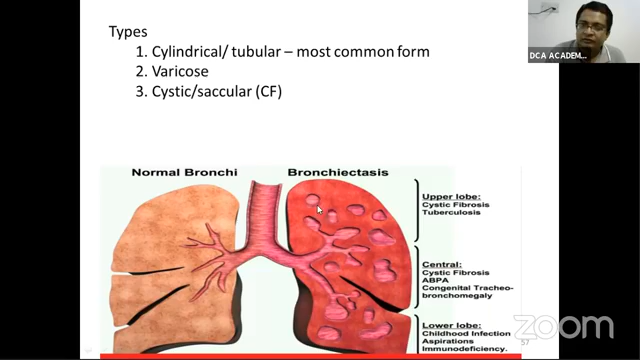 Types
1. Cylindrical/ tubular – most common form
2. Varicose
3. Cystic/saccular (CF)
DCA ACADEM...
Normal Bronchi
Bronchiectasis
Upper lobe:
Cystic Fibrosis
Tuberculosis
Central:
Cystic Fibrosis
ABPA
Congenital Tracheo-
bronchomegaly
Lower lobe:
Childhood Infection
Aspirations
Immunodeficiency.
57
zoom